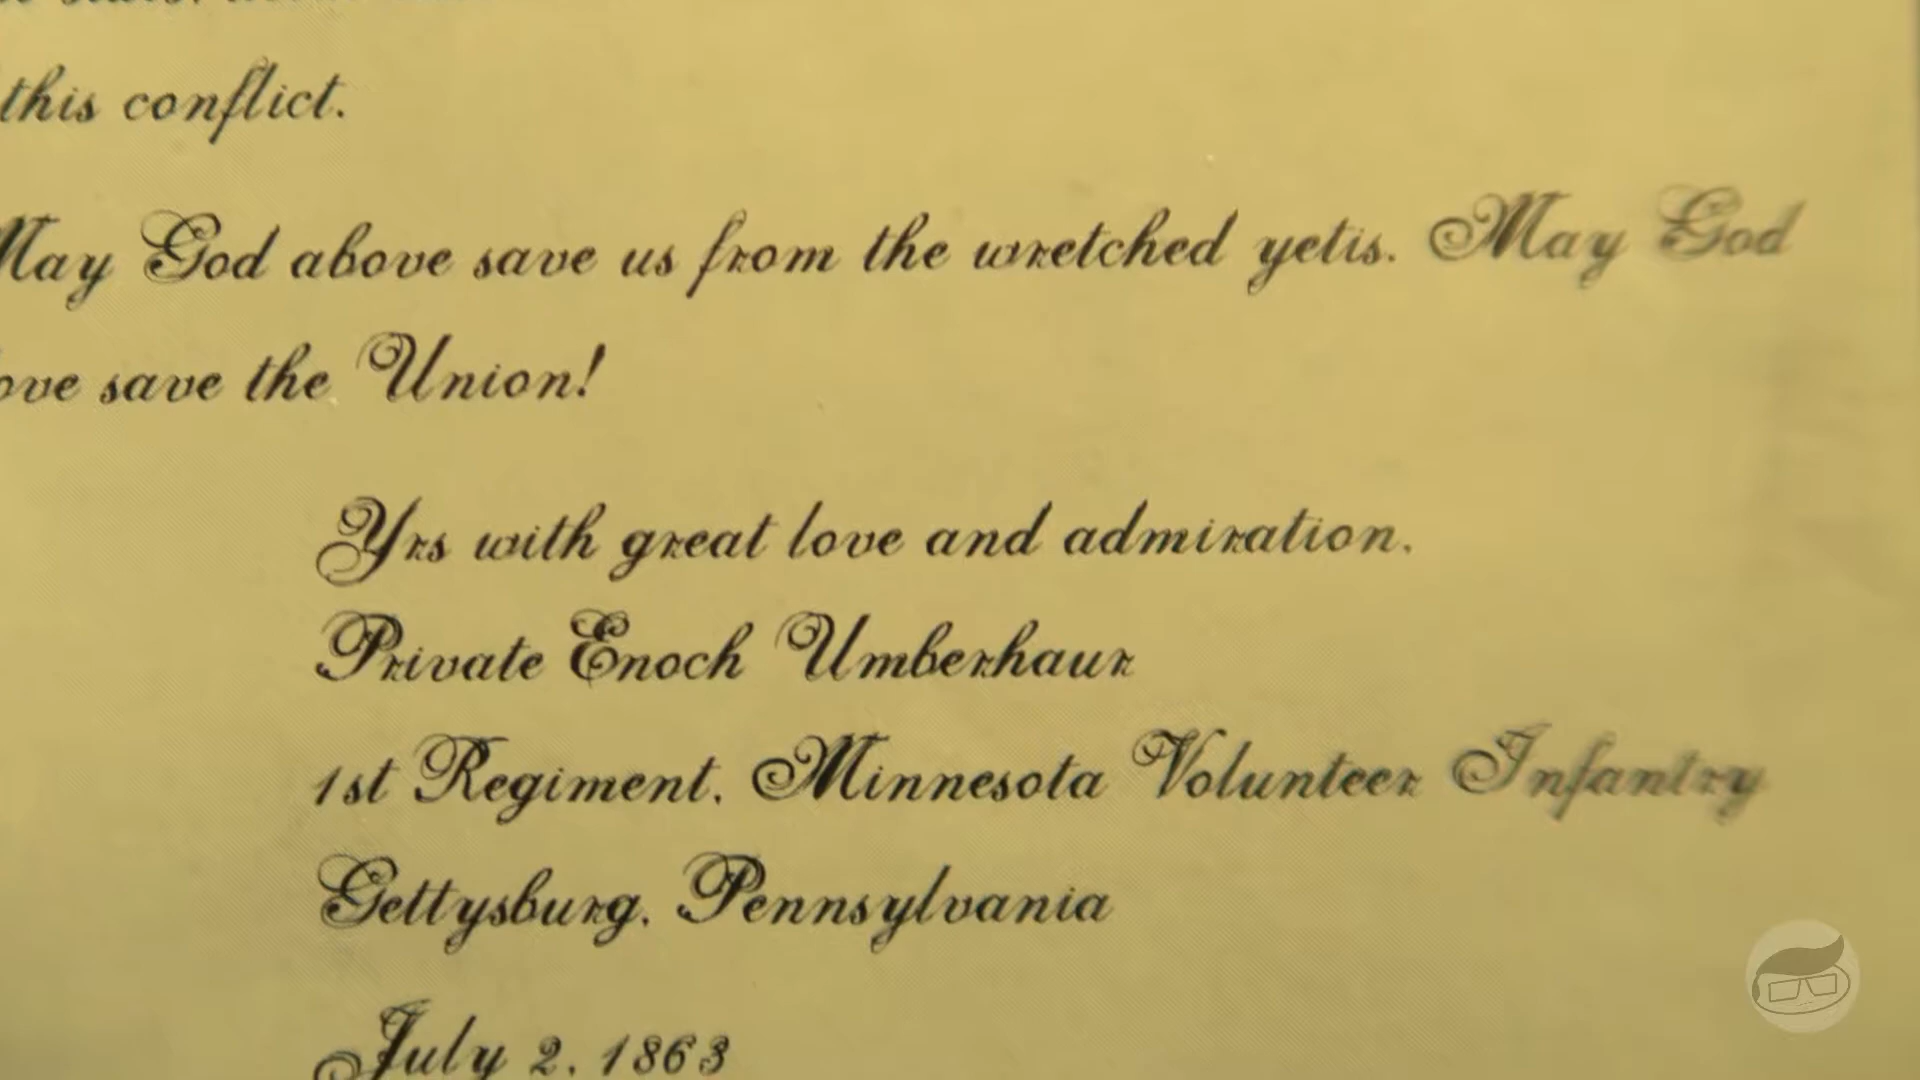 this conflict.
May God above save us from the wretched yetis. May God
ove save the Union!
Yrs with great love and admiration,
Private Enoch Umberhaur
1st Regiment, Minnesota Volunteer Infantry
Gettysburg, Pennsylvania
July 2, 1863